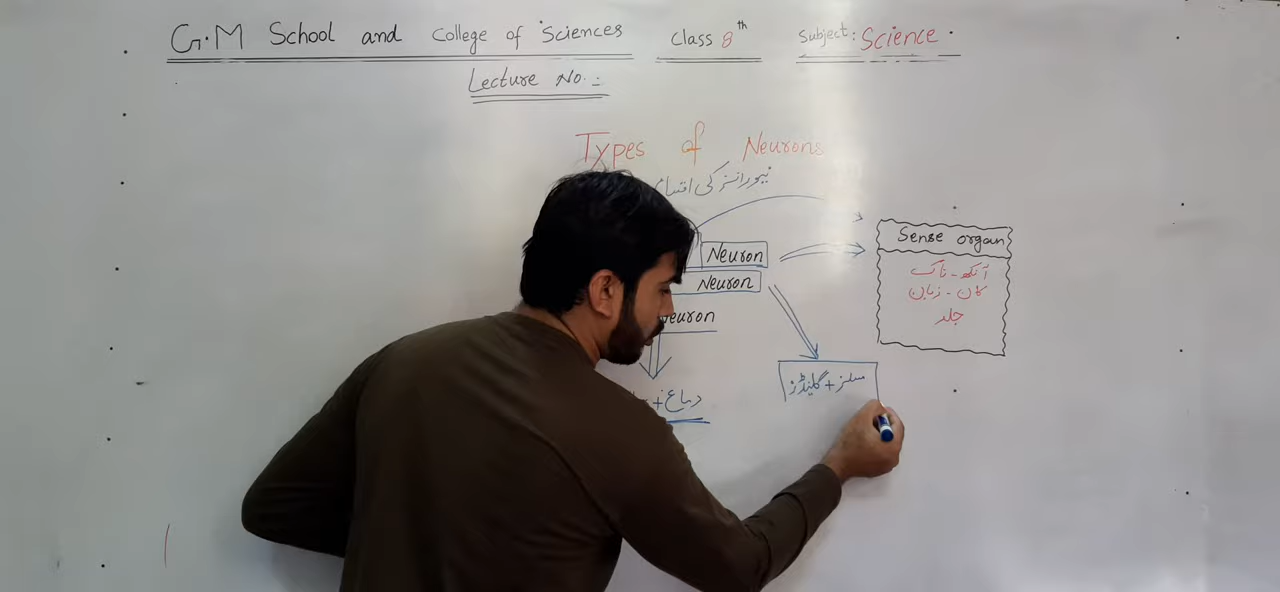 G.M School and College of Sciences Class 8th Subject: Science
Lecture No. :-
Types of Neurons
نیورانز کی اقسام
Neuron
Neuron
Neuron
دماغ +
مسلز + گلینڈز
Sense organ
آنکھ - ناک
کان - زبان
جلد